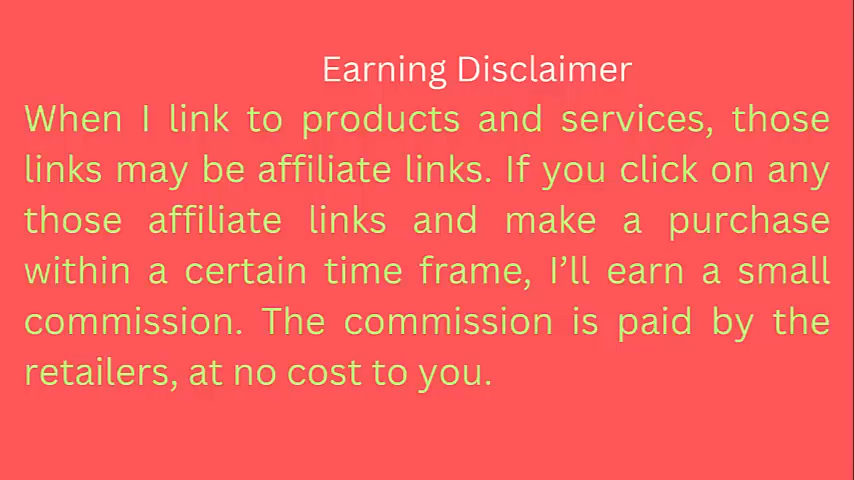 Earning Disclaimer
When I link to products and services, those
links may be affiliate links. If you click on any
those affiliate links and make a purchase
within a certain time frame, I’ll earn a small
commission. The commission is paid by the
retailers, at no cost to you.